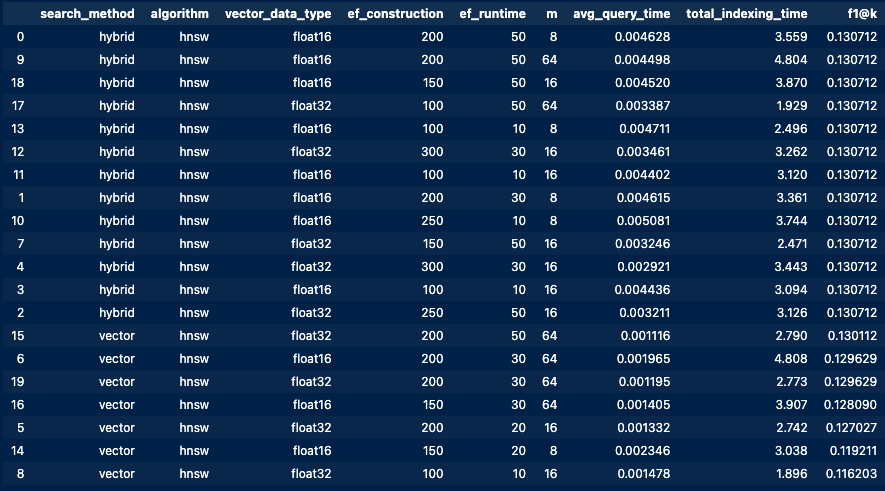 search_method algorithm vector_data_type ef_construction ef_runtime m avg_query_time total_indexing_time f1@k
0 hybrid hnsw float16 200 50 8 0.004628 3.559 0.130712
9 hybrid hnsw float16 200 50 64 0.004498 4.804 0.130712
18 hybrid hnsw float16 150 50 16 0.004520 3.870 0.130712
17 hybrid hnsw float32 100 50 64 0.003387 1.929 0.130712
13 hybrid hnsw float16 100 10 8 0.004711 2.496 0.130712
12 hybrid hnsw float32 300 30 16 0.003461 3.262 0.130712
11 hybrid hnsw float16 100 10 16 0.004402 3.120 0.130712
1 hybrid hnsw float16 200 30 8 0.004615 3.361 0.130712
10 hybrid hnsw float16 250 10 8 0.005081 3.744 0.130712
7 hybrid hnsw float32 150 50 16 0.003246 2.471 0.130712
4 hybrid hnsw float32 300 30 16 0.002921 3.443 0.130712
3 hybrid hnsw float16 100 10 16 0.004436 3.094 0.130712
2 hybrid hnsw float32 250 50 16 0.003211 3.126 0.130712
15 vector hnsw float32 200 50 64 0.001116 2.790 0.130112
6 vector hnsw float16 200 30 64 0.001965 4.808 0.129629
19 vector hnsw float32 200 30 64 0.001195 2.773 0.129629
16 vector hnsw float16 150 30 64 0.001405 3.907 0.128090
5 vector hnsw float32 200 20 16 0.001332 2.742 0.127027
14 vector hnsw float16 150 20 8 0.002346 3.038 0.119211
8 vector hnsw float32 100 10 16 0.001478 1.896 0.116203